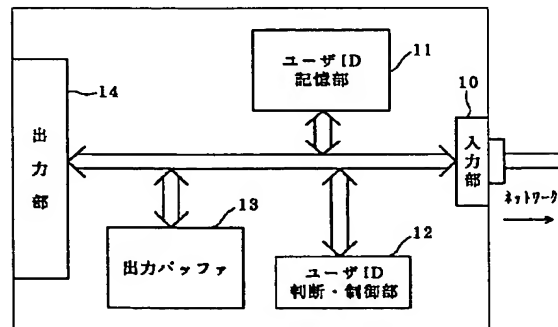 ユーザID
記憶部
11
14
10
出力部
入力部
ネットワーク
13
出力バッファ
12
ユーザID
判断・制御部